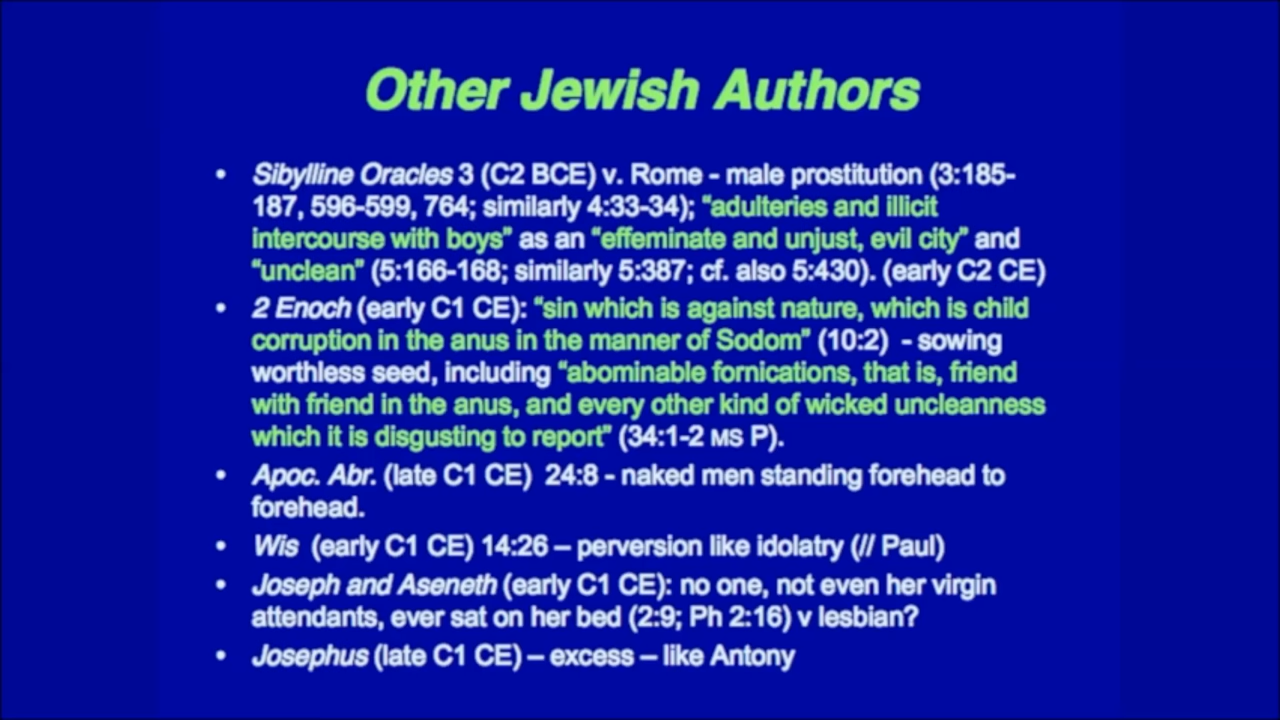 Other Jewish Authors
• Sibylline Oracles 3 (C2 BCE) v. Rome - male prostitution (3:185-
187, 596-599, 764; similarly 4:33-34); “adulteries and illicit
intercourse with boys” as an “effeminate and unjust, evil city” and
“unclean” (5:166-168; similarly 5:387; cf. also 5:430). (early C2 CE)
• 2 Enoch (early C1 CE): “sin which is against nature, which is child
corruption in the anus in the manner of Sodom” (10:2) - sowing
worthless seed, including “abominable fornications, that is, friend
with friend in the anus, and every other kind of wicked uncleanness
which it is disgusting to report” (34:1-2 MS P).
• Apoc. Abr. (late C1 CE) 24:8 - naked men standing forehead to
forehead.
• Wis (early C1 CE) 14:26 – perversion like idolatry (// Paul)
• Joseph and Aseneth (early C1 CE): no one, not even her virgin
attendants, ever sat on her bed (2:9; Ph 2:16) v lesbian?
• Josephus (late C1 CE) – excess – like Antony